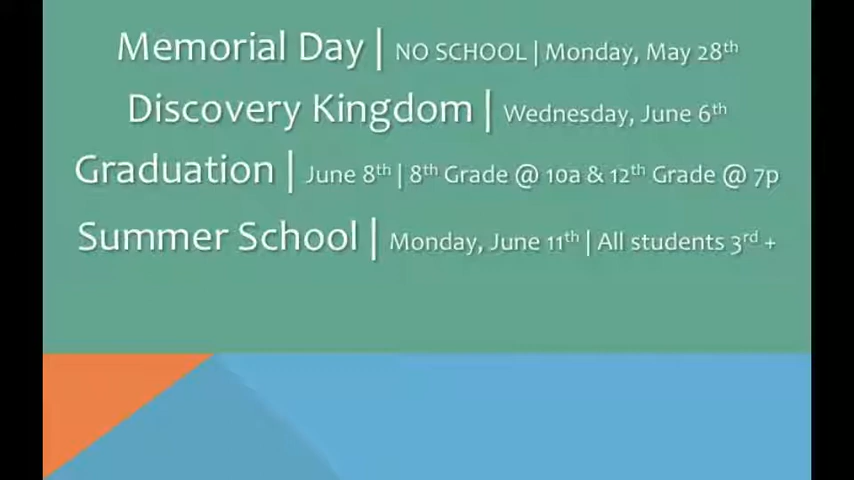 Memorial Day | NO SCHOOL | Monday, May 28th
Discovery Kingdom | Wednesday, June 6th
Graduation | June 8th | 8th Grade @ 10a & 12th Grade @ 7p
Summer School | Monday, June 11th | All students 3rd +